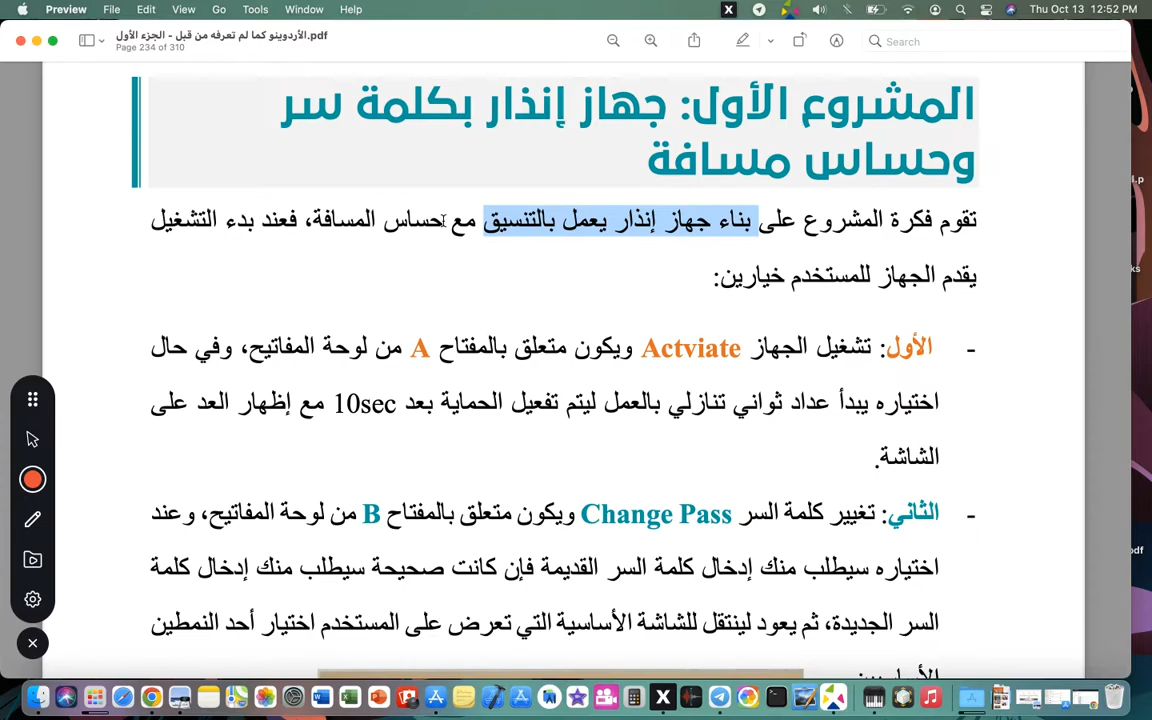 Preview File Edit View Go Tools Window Help Thu Oct 13 12:52 PM
الأردوينو كما لم تعرفه من قبل - الجزء الأول.pdf
Page 234 of 310
Search
المشروع الأول: جهاز إنذار بكلمة سر
وحساس مسافة
تقوم فكرة المشروع على بناء جهاز إنذار يعمل بالتنسيق مع حساس المسافة، فعند بدء التشغيل
يقدم الجهاز للمستخدم خيارين:
- الأول: تشغيل الجهاز Actviate ويكون متعلق بالمفتاح A من لوحة المفاتيح، وفي حال
اختياره يبدأ عداد ثواني تنازلي بالعمل ليتم تفعيل الحماية بعد 10sec مع إظهار العد على
الشاشة.
- الثاني: تغيير كلمة السر Change Pass ويكون متعلق بالمفتاح B من لوحة المفاتيح، وعند
اختياره سيطلب منك إدخال كلمة السر القديمة فإن كانت صحيحة سيطلب منك إدخال كلمة
السر الجديدة، ثم يعود لينتقل للشاشة الأساسية التي تعرض على المستخدم اختيار أحد النمطين